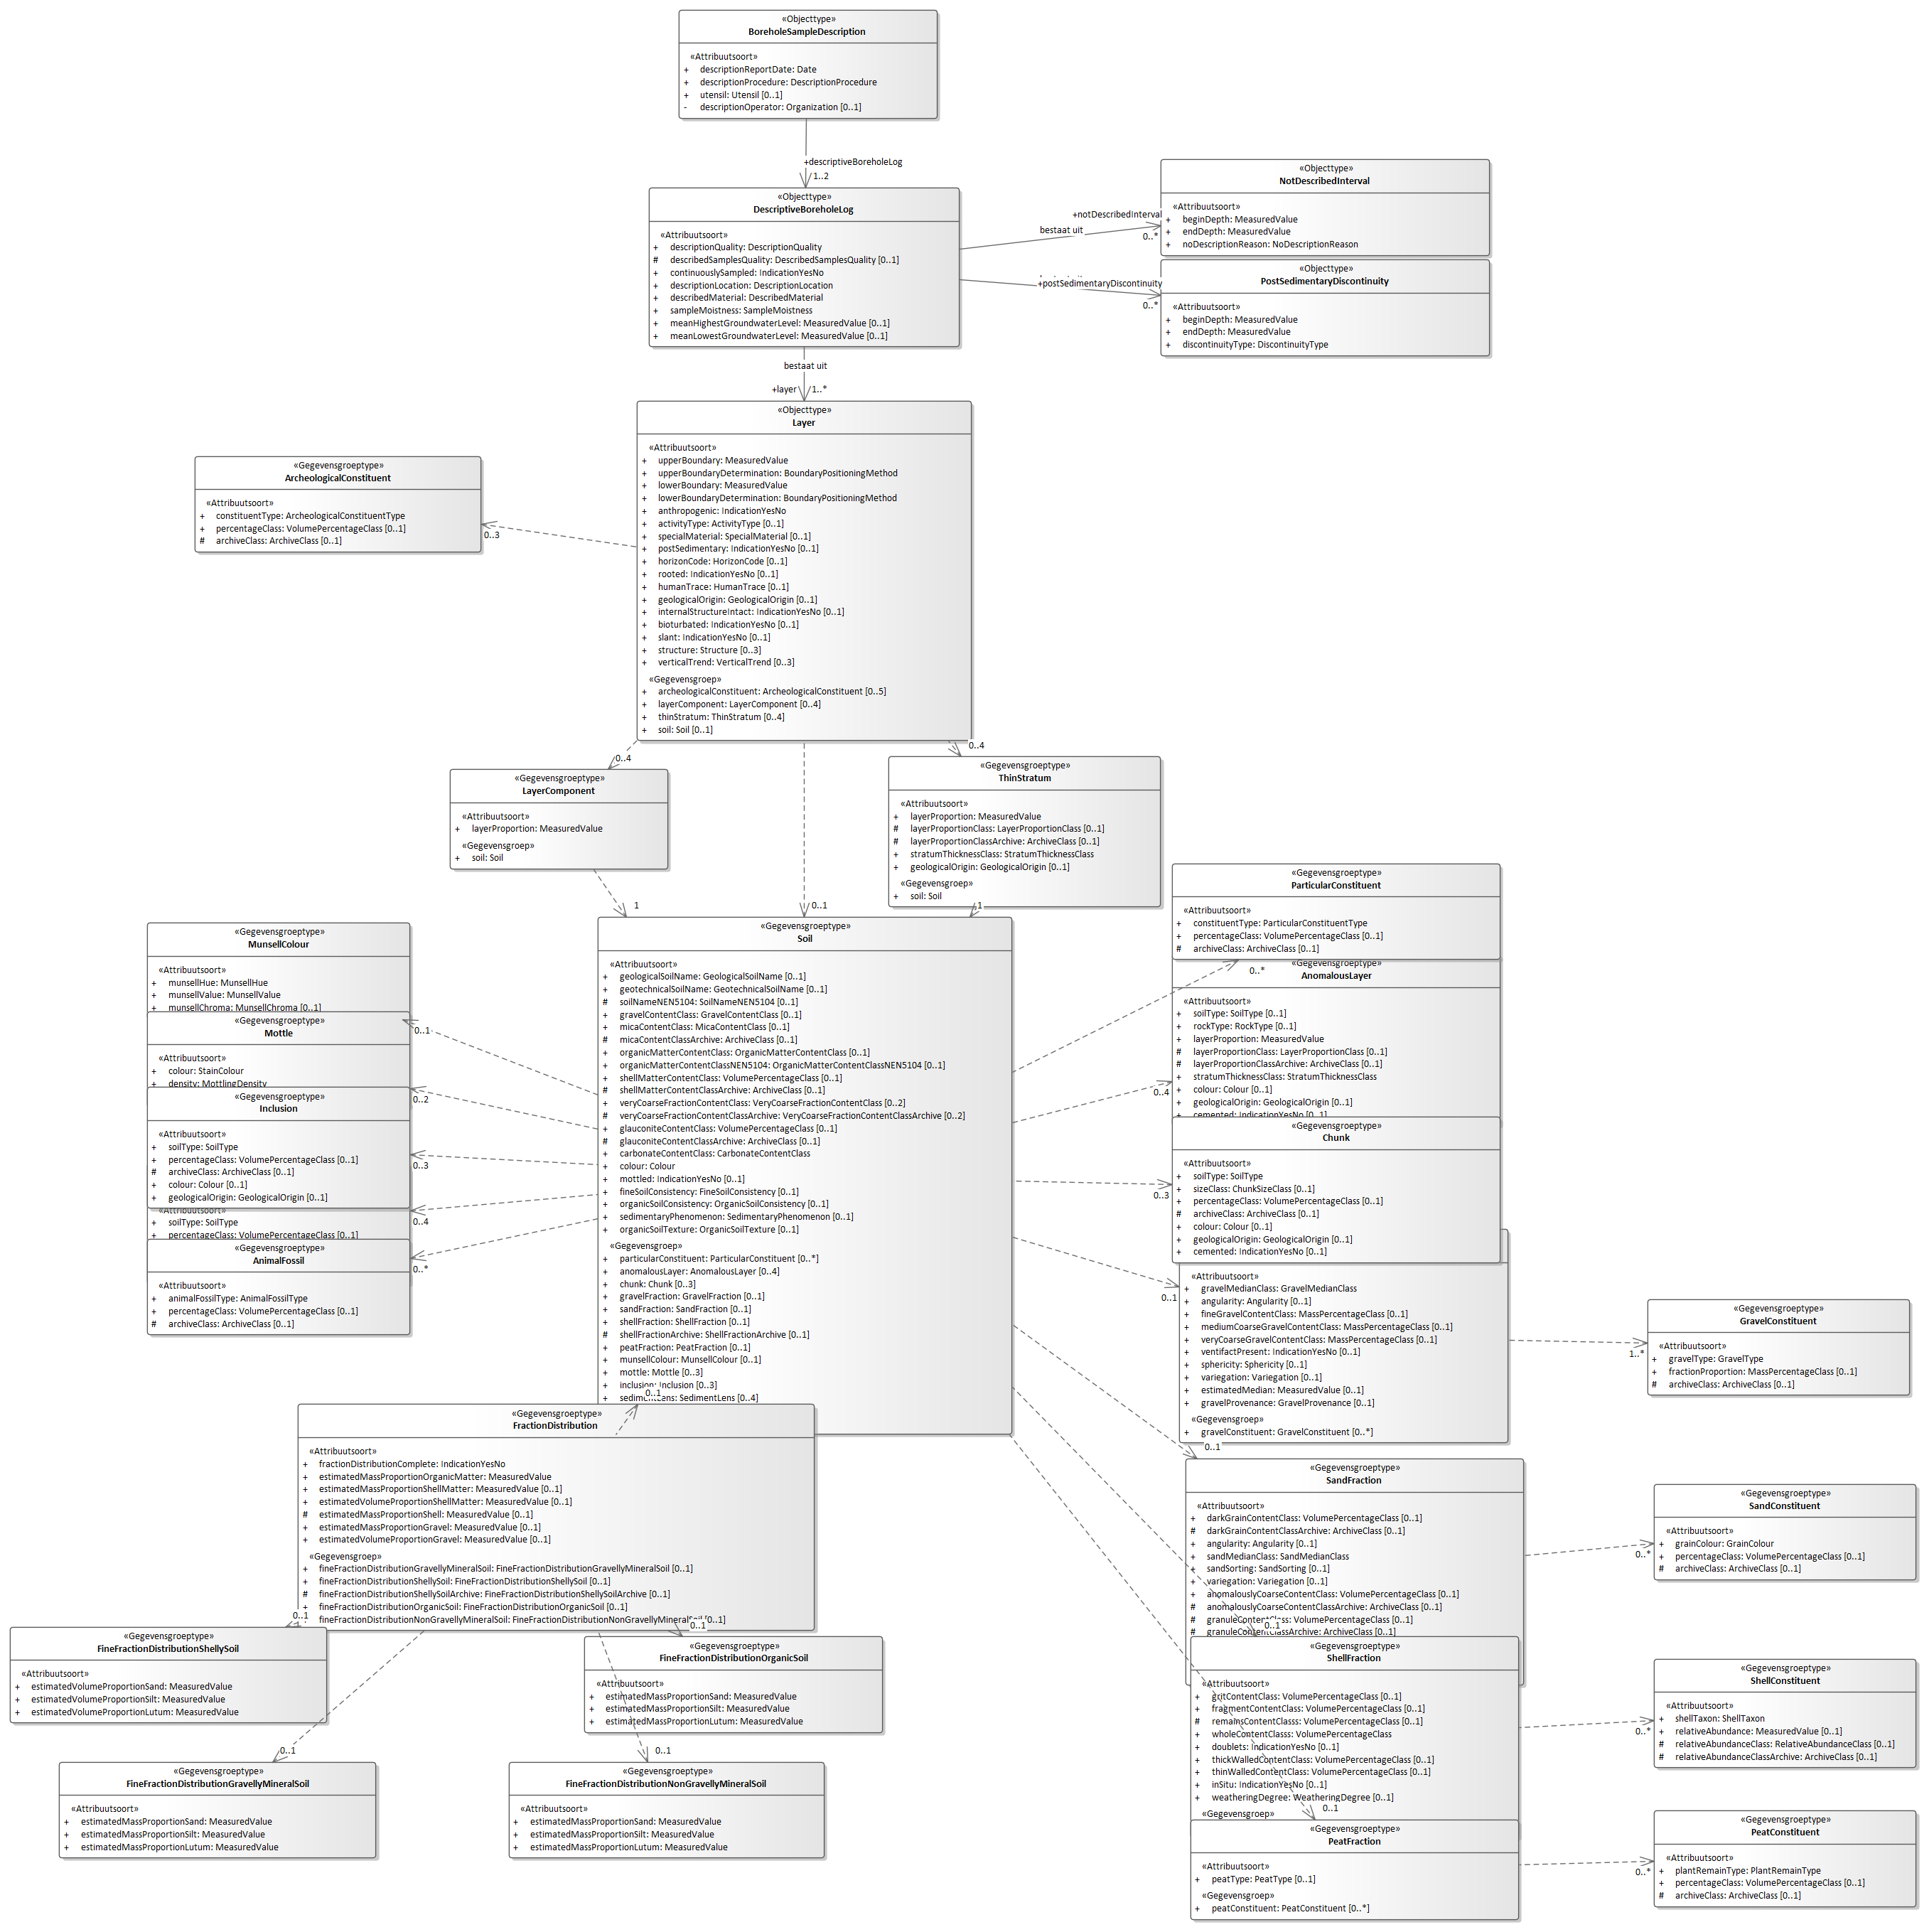 «Objecttype»
BoreholeSampleDescription
«Attribuutsoort»
+ descriptionReportDate: Date
+ descriptionProcedure: DescriptionProcedure
+ utensil: Utensil [0..1]
- descriptionOperator: Organization [0..1]
+descriptiveBoreholeLog
1..2
«Objecttype»
DescriptiveBoreholeLog
«Attribuutsoort»
+ descriptionQuality: DescriptionQuality
# describedSamplesQuality: DescribedSamplesQuality [0..1]
+ continuouslySampled: IndicationYesNo
+ descriptionLocation: DescriptionLocation
+ describedMaterial: DescribedMaterial
+ sampleMoistness: SampleMoistness
+ meanHighestGroundwaterLevel: MeasuredValue [0..1]
+ meanLowestGroundwaterLevel: MeasuredValue [0..1]
+notDescribedInterval
bestaat uit
0..*
+postSedimentaryDiscontinuity
0..*
«Objecttype»
NotDescribedInterval
«Attribuutsoort»
+ beginDepth: MeasuredValue
+ endDepth: MeasuredValue
+ noDescriptionReason: NoDescriptionReason
«Objecttype»
PostSedimentaryDiscontinuity
«Attribuutsoort»
+ beginDepth: MeasuredValue
+ endDepth: MeasuredValue
+ discontinuityType: DiscontinuityType
bestaat uit
+layer 1..*
«Objecttype»
Layer
«Attribuutsoort»
+ upperBoundary: MeasuredValue
+ upperBoundaryDetermination: BoundaryPositioningMethod
+ lowerBoundary: MeasuredValue
+ lowerBoundaryDetermination: BoundaryPositioningMethod
+ anthropogenic: IndicationYesNo
+ activityType: ActivityType [0..1]
+ specialMaterial: SpecialMaterial [0..1]
+ postSedimentary: IndicationYesNo [0..1]
+ horizonCode: HorizonCode [0..1]
+ rooted: IndicationYesNo [0..1]
+ humanTrace: HumanTrace [0..1]
+ geologicalOrigin: GeologicalOrigin [0..1]
+ internalStructureIntact: IndicationYesNo [0..1]
+ bioturbated: IndicationYesNo [0..1]
+ slant: IndicationYesNo [0..1]
+ structure: Structure [0..3]
+ verticalTrend: VerticalTrend [0..3]
«Gegevensgroep»
+ archeologicalConstituent: ArcheologicalConstituent [0..5]
+ layerComponent: LayerComponent [0..4]
+ thinStratum: ThinStratum [0..4]
+ soil: Soil [0..1]
«Gegevensgroeptype»
ArcheologicalConstituent
«Attribuutsoort»
+ constituentType: ArcheologicalConstituentType
+ percentageClass: VolumePercentageClass [0..1]
# archiveClass: ArchiveClass [0..1]
0..3
0..4
0..4
«Gegevensgroeptype»
LayerComponent
«Attribuutsoort»
+ layerProportion: MeasuredValue
«Gegevensgroep»
+ soil: Soil
«Gegevensgroeptype»
ThinStratum
«Attribuutsoort»
+ layerProportion: MeasuredValue
# layerProportionClass: LayerProportionClass [0..1]
# layerProportionClassArchive: ArchiveClass [0..1]
+ stratumThicknessClass: StratumThicknessClass
+ geologicalOrigin: GeologicalOrigin [0..1]
«Gegevensgroep»
+ soil: Soil
1
0..1
1
«Gegevensgroeptype»
Soil
«Attribuutsoort»
+ geologicalSoilName: GeologicalSoilName [0..1]
+ geotechnicalSoilName: GeotechnicalSoilName [0..1]
# soilNameNEN5104: SoilNameNEN5104 [0..1]
+ gravelContentClass: GravelContentClass [0..1]
+ micaContentClass: MicaContentClass [0..1]
# micaContentClassArchive: ArchiveClass [0..1]
+ organicMatterContentClass: OrganicMatterContentClass [0..1]
+ organicMatterContentClassNEN5104: OrganicMatterContentClassNEN5104 [0..1]
+ shellMatterContentClass: VolumePercentageClass [0..1]
# shellMatterContentClassArchive: ArchiveClass [0..1]
+ veryCoarseFractionContentClass: VeryCoarseFractionContentClass [0..2]
# veryCoarseFractionContentClassArchive: VeryCoarseFractionContentClassArchive [0..2]
+ glauconiteContentClass: VolumePercentageClass [0..1]
# glauconiteContentClassArchive: ArchiveClass [0..1]
+ carbonateContentClass: CarbonateContentClass
+ colour: Colour
+ mottled: IndicationYesNo [0..1]
+ fineSoilConsistency: FineSoilConsistency [0..1]
+ organicSoilConsistency: OrganicSoilConsistency [0..1]
+ sedimentaryPhenomenon: SedimentaryPhenomenon [0..1]
+ organicSoilTexture: OrganicSoilTexture [0..1]
«Gegevensgroep»
+ particularConstituent: ParticularConstituent [0..*]
+ anomalousLayer: AnomalousLayer [0..4]
+ chunk: Chunk [0..3]
+ gravelFraction: GravelFraction [0..1]
+ sandFraction: SandFraction [0..1]
+ shellFraction: ShellFraction [0..1]
# shellFractionArchive: ShellFractionArchive [0..1]
+ peatFraction: PeatFraction [0..1]
+ munsellColour: MunsellColour [0..1]
+ mottle: Mottle [0..3]
+ inclusion: Inclusion [0..3]
+ sedimentLens: SedimentLens [0..4]
0..1
«Gegevensgroeptype»
MunsellColour
«Attribuutsoort»
+ munsellHue: MunsellHue
+ munsellValue: MunsellValue
+ munsellChroma: MunsellChroma [0..1]
0..1
«Gegevensgroeptype»
Mottle
«Attribuutsoort»
+ colour: StainColour
+ density: MottlingDensity
0..2
«Gegevensgroeptype»
Inclusion
«Attribuutsoort»
+ soilType: SoilType
+ percentageClass: VolumePercentageClass [0..1]
# archiveClass: ArchiveClass [0..1]
+ colour: Colour [0..1]
+ geologicalOrigin: GeologicalOrigin [0..1]
0..3
«Attribuutsoort»
+ soilType: SoilType
+ percentageClass: VolumePercentageClass [0..1]
0..4
«Gegevensgroeptype»
AnimalFossil
«Attribuutsoort»
+ animalFossilType: AnimalFossilType
+ percentageClass: VolumePercentageClass [0..1]
# archiveClass: ArchiveClass [0..1]
0..*
«Gegevensgroeptype»
ParticularConstituent
«Attribuutsoort»
+ constituentType: ParticularConstituentType
+ percentageClass: VolumePercentageClass [0..1]
# archiveClass: ArchiveClass [0..1]
0..*
«Gegevensgroeptype»
AnomalousLayer
«Attribuutsoort»
+ soilType: SoilType [0..1]
+ rockType: RockType [0..1]
+ layerProportion: MeasuredValue
# layerProportionClass: LayerProportionClass [0..1]
# layerProportionClassArchive: ArchiveClass [0..1]
+ stratumThicknessClass: StratumThicknessClass
+ colour: Colour [0..1]
+ geologicalOrigin: GeologicalOrigin [0..1]
+ cemented: IndicationYesNo [0..1]
0..4
«Gegevensgroeptype»
Chunk
«Attribuutsoort»
+ soilType: SoilType
+ sizeClass: ChunkSizeClass [0..1]
+ percentageClass: VolumePercentageClass [0..1]
# archiveClass: ArchiveClass [0..1]
+ colour: Colour [0..1]
+ geologicalOrigin: GeologicalOrigin [0..1]
+ cemented: IndicationYesNo [0..1]
0..3
«Attribuutsoort»
+ gravelMedianClass: GravelMedianClass
+ angularity: Angularity [0..1]
+ fineGravelContentClass: MassPercentageClass [0..1]
+ mediumCoarseGravelContentClass: MassPercentageClass [0..1]
+ veryCoarseGravelContentClass: MassPercentageClass [0..1]
+ ventifactPresent: IndicationYesNo [0..1]
+ sphericity: Sphericity [0..1]
+ variegation: Variegation [0..1]
+ estimatedMedian: MeasuredValue [0..1]
+ gravelProvenance: GravelProvenance [0..1]
«Gegevensgroep»
+ gravelConstituent: GravelConstituent [0..*]
0..1
1..*
«Gegevensgroeptype»
GravelConstituent
«Attribuutsoort»
+ gravelType: GravelType
+ fractionProportion: MassPercentageClass [0..1]
# archiveClass: ArchiveClass [0..1]
0..1
«Gegevensgroeptype»
SandFraction
«Attribuutsoort»
+ darkGrainContentClass: VolumePercentageClass [0..1]
# darkGrainContentClassArchive: ArchiveClass [0..1]
+ angularity: Angularity [0..1]
+ sandMedianClass: SandMedianClass
+ sandSorting: SandSorting [0..1]
+ variegation: Variegation [0..1]
+ anomalouslyCoarseContentClass: VolumePercentageClass [0..1]
# anomalouslyCoarseContentClassArchive: ArchiveClass [0..1]
# granuleContentClass: VolumePercentageClass [0..1]
# granuleContentClassArchive: ArchiveClass [0..1]
0..*
«Gegevensgroeptype»
SandConstituent
«Attribuutsoort»
+ grainColour: GrainColour
+ percentageClass: VolumePercentageClass [0..1]
# archiveClass: ArchiveClass [0..1]
0..1
«Gegevensgroeptype»
ShellFraction
«Attribuutsoort»
+ gritContentClass: VolumePercentageClass [0..1]
+ fragmentContentClass: VolumePercentageClass [0..1]
# remainsContentClass: VolumePercentageClass [0..1]
+ wholeContentClasss: VolumePercentageClass
+ doublets: IndicationYesNo [0..1]
+ thickWalledContentClass: VolumePercentageClass [0..1]
+ thinWalledContentClass: VolumePercentageClass [0..1]
+ inSitu: IndicationYesNo [0..1]
+ weatheringDegree: WeatheringDegree [0..1]
«Gegevensgroep»
0..*
«Gegevensgroeptype»
ShellConstituent
«Attribuutsoort»
+ shellTaxon: ShellTaxon
+ relativeAbundance: MeasuredValue [0..1]
# relativeAbundanceClass: RelativeAbundanceClass [0..1]
# relativeAbundanceClassArchive: ArchiveClass [0..1]
0..1
«Gegevensgroeptype»
PeatFraction
«Attribuutsoort»
+ peatType: PeatType [0..1]
«Gegevensgroep»
+ peatConstituent: PeatConstituent [0..*]
0..*
«Gegevensgroeptype»
PeatConstituent
«Attribuutsoort»
+ plantRemainType: PlantRemainType
+ percentageClass: VolumePercentageClass [0..1]
# archiveClass: ArchiveClass [0..1]
«Gegevensgroeptype»
FractionDistribution
«Attribuutsoort»
+ fractionDistributionComplete: IndicationYesNo
+ estimatedMassProportionOrganicMatter: MeasuredValue
+ estimatedMassProportionShellMatter: MeasuredValue [0..1]
+ estimatedVolumeProportionShellMatter: MeasuredValue [0..1]
# estimatedMassProportionShell: MeasuredValue [0..1]
+ estimatedMassProportionGravel: MeasuredValue [0..1]
+ estimatedVolumeProportionGravel: MeasuredValue [0..1]
«Gegevensgroep»
+ fineFractionDistributionGravellyMineralSoil: FineFractionDistributionGravellyMineralSoil [0..1]
+ fineFractionDistributionShellySoil: FineFractionDistributionShellySoil [0..1]
# fineFractionDistributionShellySoilArchive: FineFractionDistributionShellySoilArchive [0..1]
+ fineFractionDistributionOrganicSoil: FineFractionDistributionOrganicSoil [0..1]
fineFractionDistributionNonGravellyMineralSoil: FineFractionDistributionNonGravellyMineralSoil [0..1]
0..1
0..1
«Gegevensgroeptype»
FineFractionDistributionShellySoil
«Attribuutsoort»
+ estimatedVolumeProportionSand: MeasuredValue
+ estimatedVolumeProportionSilt: MeasuredValue
+ estimatedVolumeProportionLutum: MeasuredValue
«Gegevensgroeptype»
FineFractionDistributionOrganicSoil
«Attribuutsoort»
+ estimatedMassProportionSand: MeasuredValue
+ estimatedMassProportionSilt: MeasuredValue
+ estimatedMassProportionLutum: MeasuredValue
0..1
«Gegevensgroeptype»
FineFractionDistributionGravellyMineralSoil
«Attribuutsoort»
+ estimatedMassProportionSand: MeasuredValue
+ estimatedMassProportionSilt: MeasuredValue
+ estimatedMassProportionLutum: MeasuredValue
0..1
«Gegevensgroeptype»
FineFractionDistributionNonGravellyMineralSoil
«Attribuutsoort»
+ estimatedMassProportionSand: MeasuredValue
+ estimatedMassProportionSilt: MeasuredValue
+ estimatedMassProportionLutum: MeasuredValue